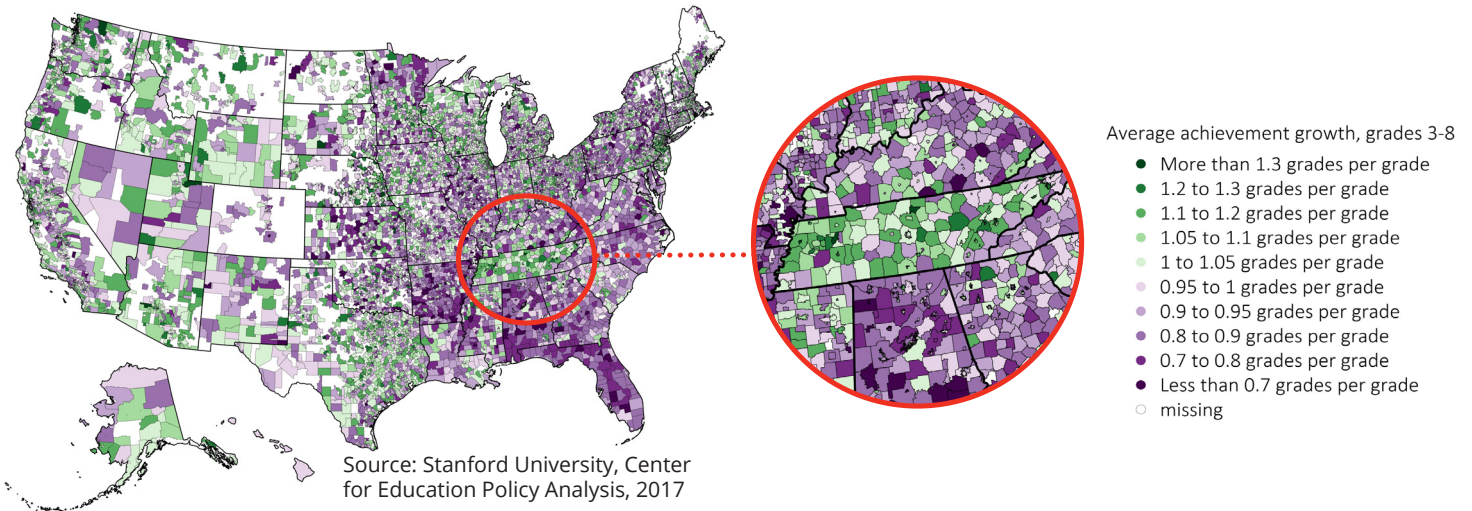 Average achievement growth, grades 3-8
More than 1.3 grades per grade
1.2 to 1.3 grades per grade
1.1 to 1.2 grades per grade
1.05 to 1.1 grades per grade
1 to 1.05 grades per grade
0.95 to 1 grades per grade
0.9 to 0.95 grades per grade
0.8 to 0.9 grades per grade
0.7 to 0.8 grades per grade
Less than 0.7 grades per grade
missing
Source: Stanford University, Center
for Education Policy Analysis, 2017